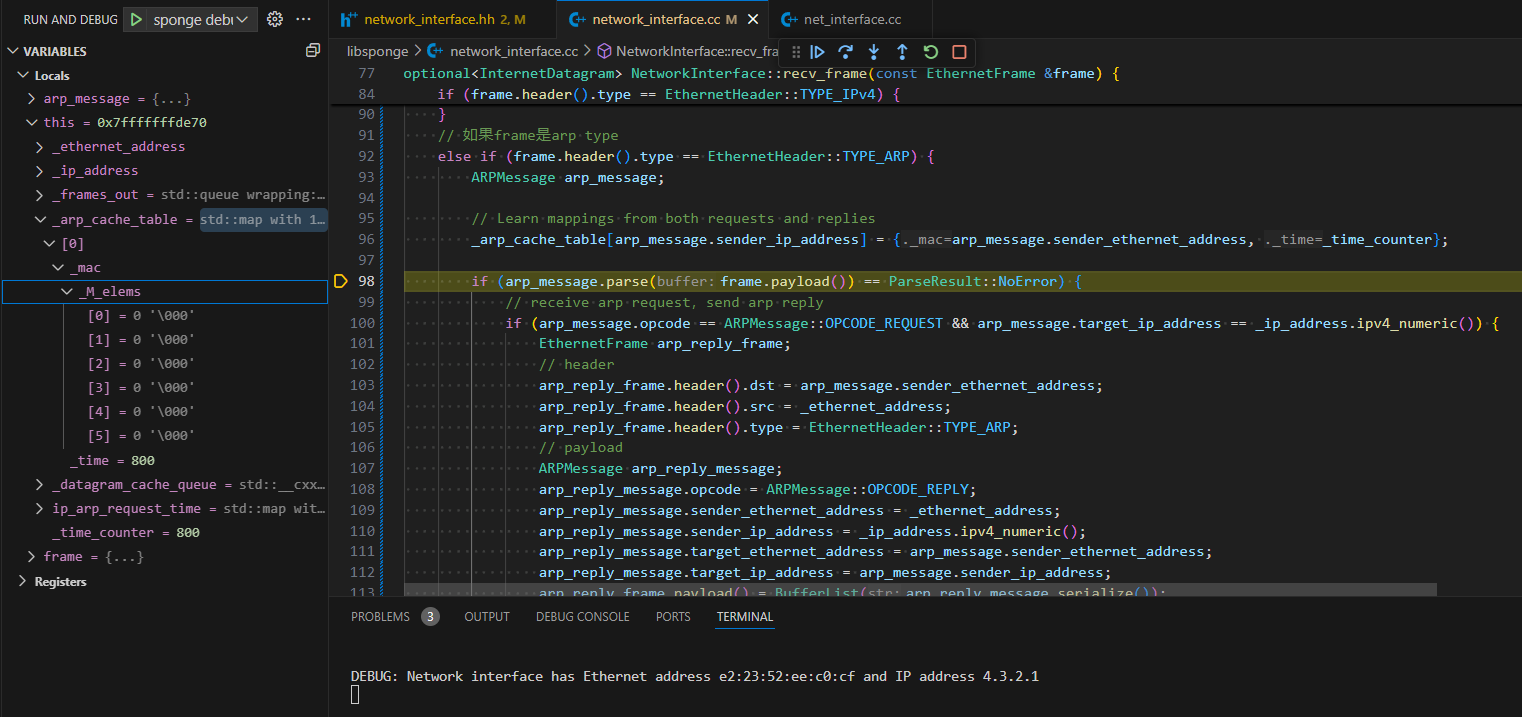 RUN AND DEBUG sponge debu
network_interface.hh 2, M
network_interface.cc M
net_interface.cc
VARIABLES
Locals
arp_message = {...}
this = 0x7fffffffde70
_ethernet_address
_ip_address
_frames_out = std::queue wrapping:…
_arp_cache_table = std::map with 1…
[0]
_mac
_M_elems
[0] = 0 '\000'
[1] = 0 '\000'
[2] = 0 '\000'
[3] = 0 '\000'
[4] = 0 '\000'
[5] = 0 '\000'
_time = 800
_datagram_cache_queue = std::__cxx…
ip_arp_request_time = std::map wit…
_time_counter = 800
frame = {...}
Registers
libsponge > network_interface.cc > NetworkInterface::recv_fra
77 optional<InternetDatagram> NetworkInterface::recv_frame(const EthernetFrame &frame) {
84 if (frame.header().type == EthernetHeader::TYPE_IPv4) {
90 }
91 // 如果frame是arp type
92 else if (frame.header().type == EthernetHeader::TYPE_ARP) {
93 ARPMessage arp_message;
94
95 // Learn mappings from both requests and replies
96 _arp_cache_table[arp_message.sender_ip_address] = {._mac=arp_message.sender_ethernet_address, ._time=_time_counter};
97
98 if (arp_message.parse(buffer:frame.payload()) == ParseResult::NoError) {
99 // receive arp request, send arp reply
100 if (arp_message.opcode == ARPMessage::OPCODE_REQUEST && arp_message.target_ip_address == _ip_address.ipv4_numeric()) {
101 EthernetFrame arp_reply_frame;
102 // header
103 arp_reply_frame.header().dst = arp_message.sender_ethernet_address;
104 arp_reply_frame.header().src = _ethernet_address;
105 arp_reply_frame.header().type = EthernetHeader::TYPE_ARP;
106 // payload
107 ARPMessage arp_reply_message;
108 arp_reply_message.opcode = ARPMessage::OPCODE_REPLY;
109 arp_reply_message.sender_ethernet_address = _ethernet_address;
110 arp_reply_message.sender_ip_address = _ip_address.ipv4_numeric();
111 arp_reply_message.target_ethernet_address = arp_message.sender_ethernet_address;
112 arp_reply_message.target_ip_address = arp_message.sender_ip_address;
113 arp_reply_frame.payload() = BufferList(str:arp_reply_message.serialize());
PROBLEMS 3 OUTPUT DEBUG CONSOLE PORTS TERMINAL
DEBUG: Network interface has Ethernet address e2:23:52:ee:c0:cf and IP address 4.3.2.1